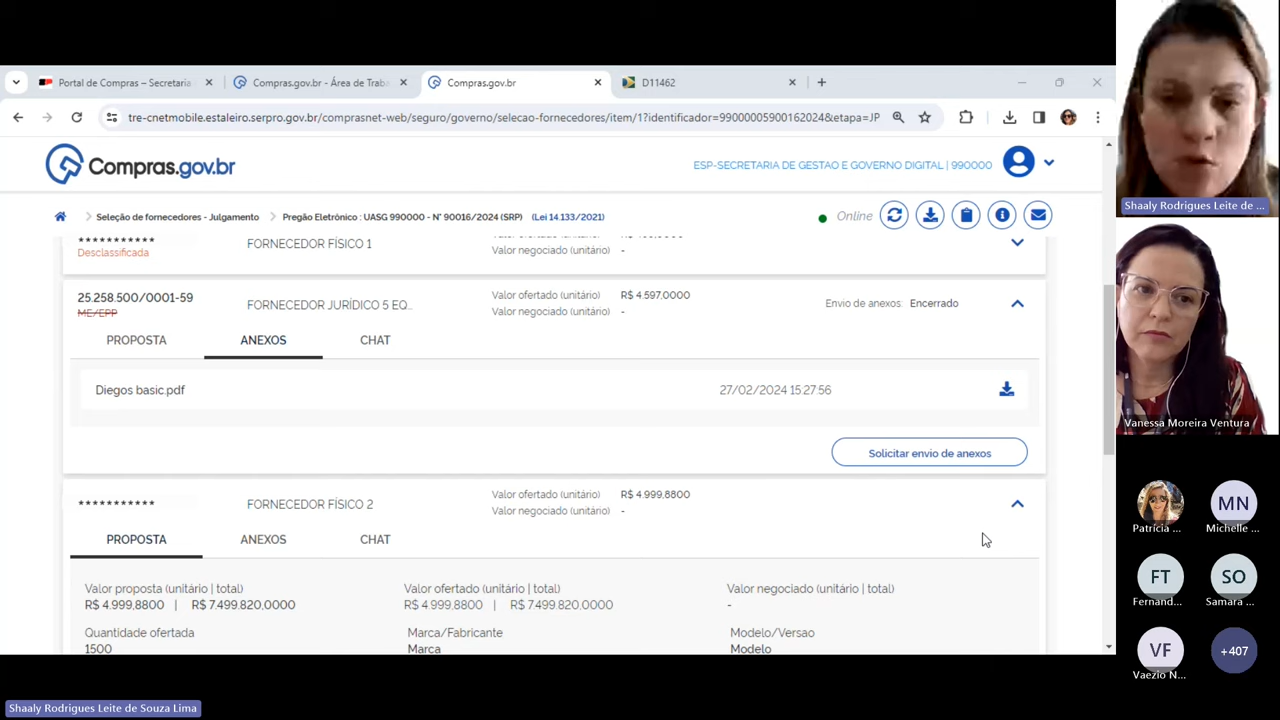 Portal de Compras – Secretaria
Compras.gov.br - Área de Traba
Compras.gov.br
D11462
tre-cnetmobile.estaleiro.serpro.gov.br/comprasnet-web/seguro/governo/selecao-fornecedores/item/1?identificador=99000005900162024&etapa=JP
Compras.gov.br
ESP-SECRETARIA DE GESTAO E GOVERNO DIGITAL | 990000
Seleção de fornecedores - Julgamento
Pregão Eletrônico : UASG 990000 - N° 90016/2024 (SRP) (Lei 14.133/2021)
Online
***********
FORNECEDOR FÍSICO 1
Desclassificada
Valor negociado (unitário) -
25.258.500/0001-59
ME/EPP
FORNECEDOR JURÍDICO 5 EQ...
Valor ofertado (unitário) R$ 4.597,0000
Valor negociado (unitário) -
Envio de anexos: Encerrado
PROPOSTA ANEXOS CHAT
Diegos basic.pdf 27/02/2024 15:27:56
Solicitar envio de anexos
***********
FORNECEDOR FÍSICO 2
Valor ofertado (unitário) R$ 4.999,8800
Valor negociado (unitário) -
PROPOSTA ANEXOS CHAT
Valor proposta (unitário | total) Valor ofertado (unitário | total) Valor negociado (unitário | total)
R$ 4.999,8800 | R$ 7.499.820,0000 R$ 4.999,8800 | R$ 7.499.820,0000 -
Quantidade ofertada Marca/Fabricante Modelo/Versao
1500 Marca Modelo
Shaaly Rodrigues Leite de ...
Vanessa Moreira Ventura
Patrícia ...
MN
Michelle ...
FT
Fernand...
SO
Samara ...
VF
Vaezio N...
+407
Shaaly Rodrigues Leite de Souza Lima